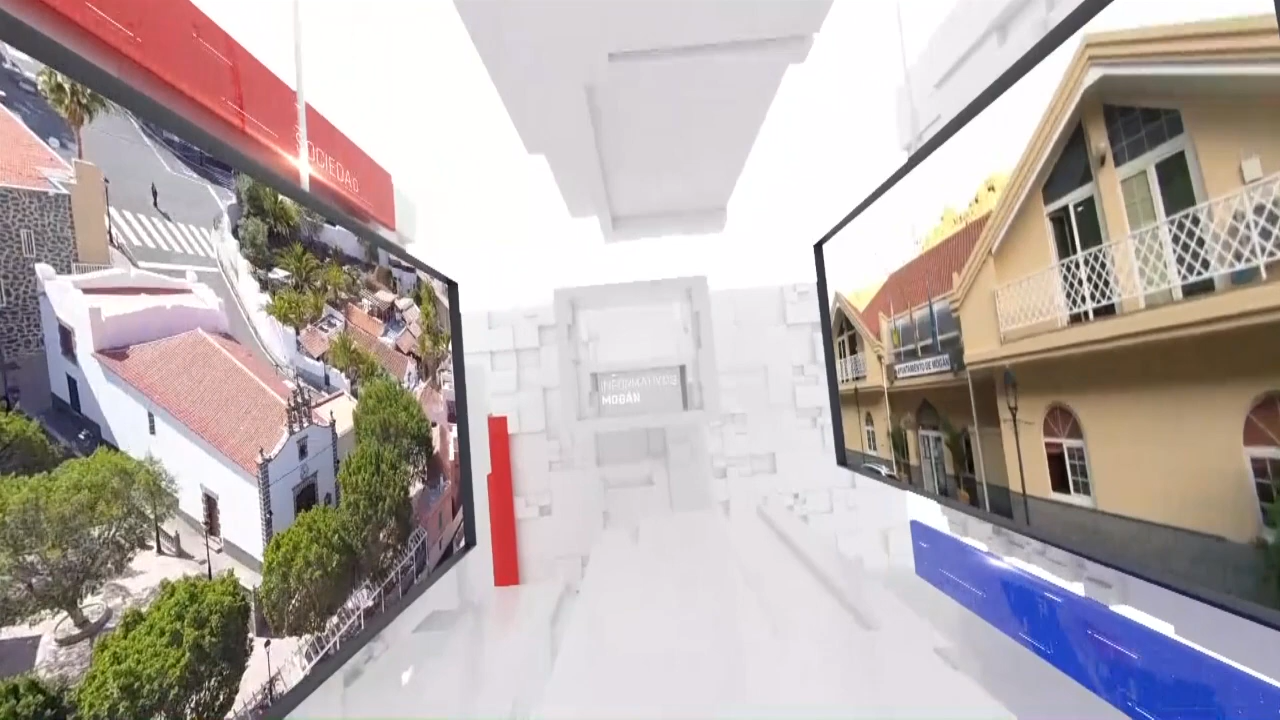 SOCIEDAD
INFORMATIVOS
MOGÁN
AYUNTAMIENTO DE MOGÁN